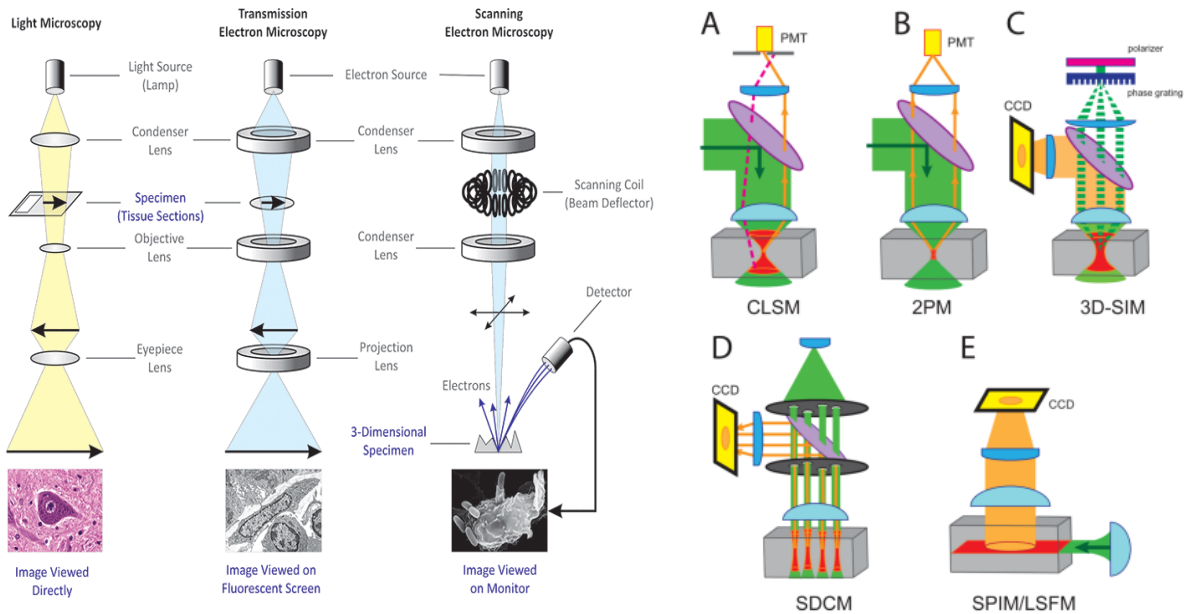 Light Microscopy
Transmission
Electron Microscopy
Scanning
Electron Microscopy
Light Source
(Lamp)
Electron Source
Condenser
Lens
Condenser
Lens
Specimen
(Tissue Sections)
Scanning Coil
(Beam Deflector)
Objective
Lens
Condenser
Lens
Detector
Eyepiece
Lens
Projection
Lens
Electrons
3-Dimensional
Specimen
Image Viewed
Directly
Image Viewed on
Fluorescent Screen
Image Viewed
on Monitor
A
PMT
CLSM
B
PMT
2PM
C
polarizer
phase grating
CCD
3D-SIM
D
CCD
SDCM
E
CCD
SPIM/LSFM